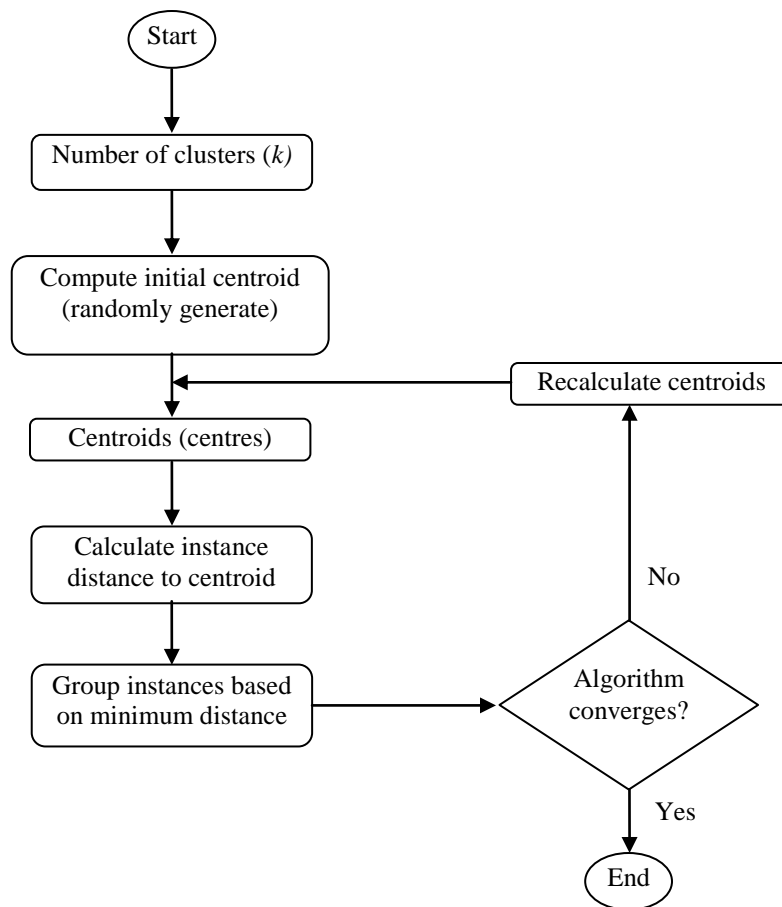 Start
Number of clusters (k)
Compute initial centroid
(randomly generate)
Recalculate centroids
Centroids (centres)
Calculate instance
distance to centroid
No
Group instances based
on minimum distance
Algorithm
converges?
Yes
End